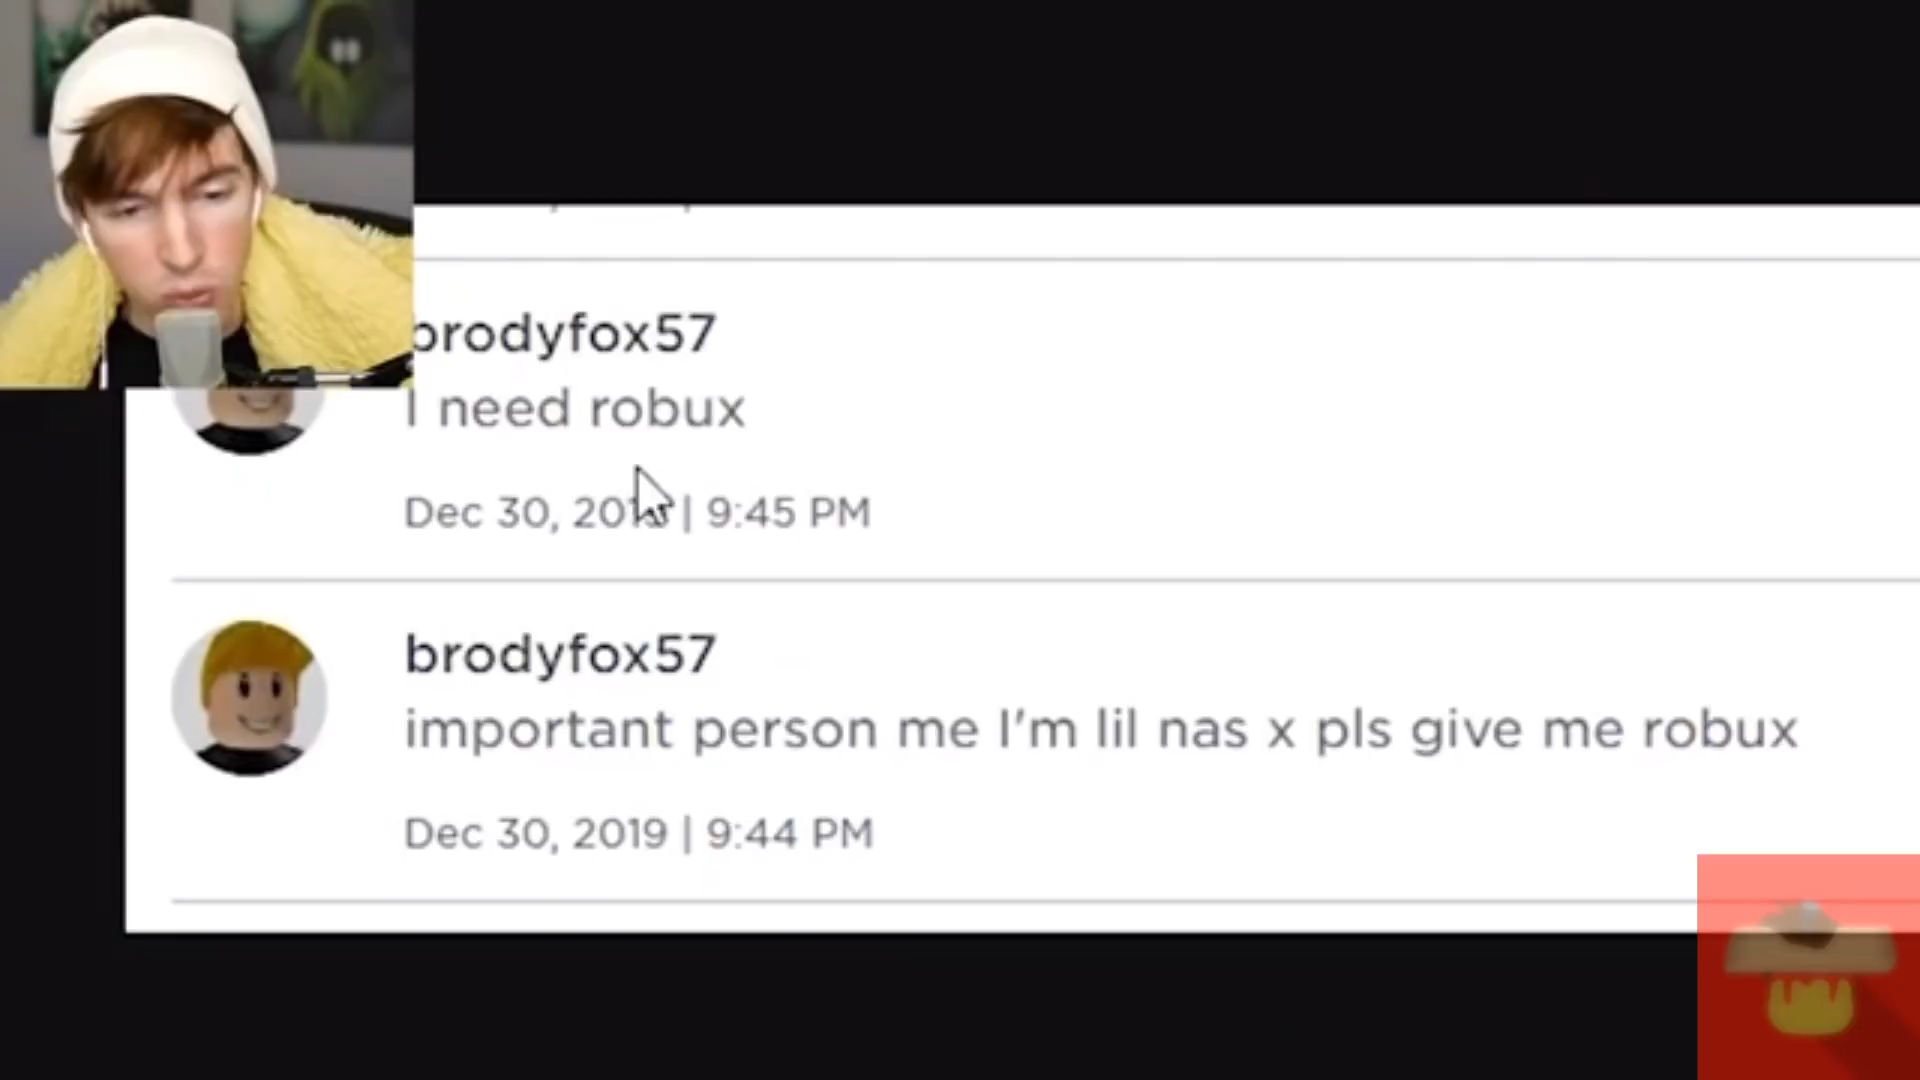 brodyfox57
I need robux
Dec 30, 2019 | 9:45 PM
brodyfox57
important person me I'm lil nas x pls give me robux
Dec 30, 2019 | 9:44 PM